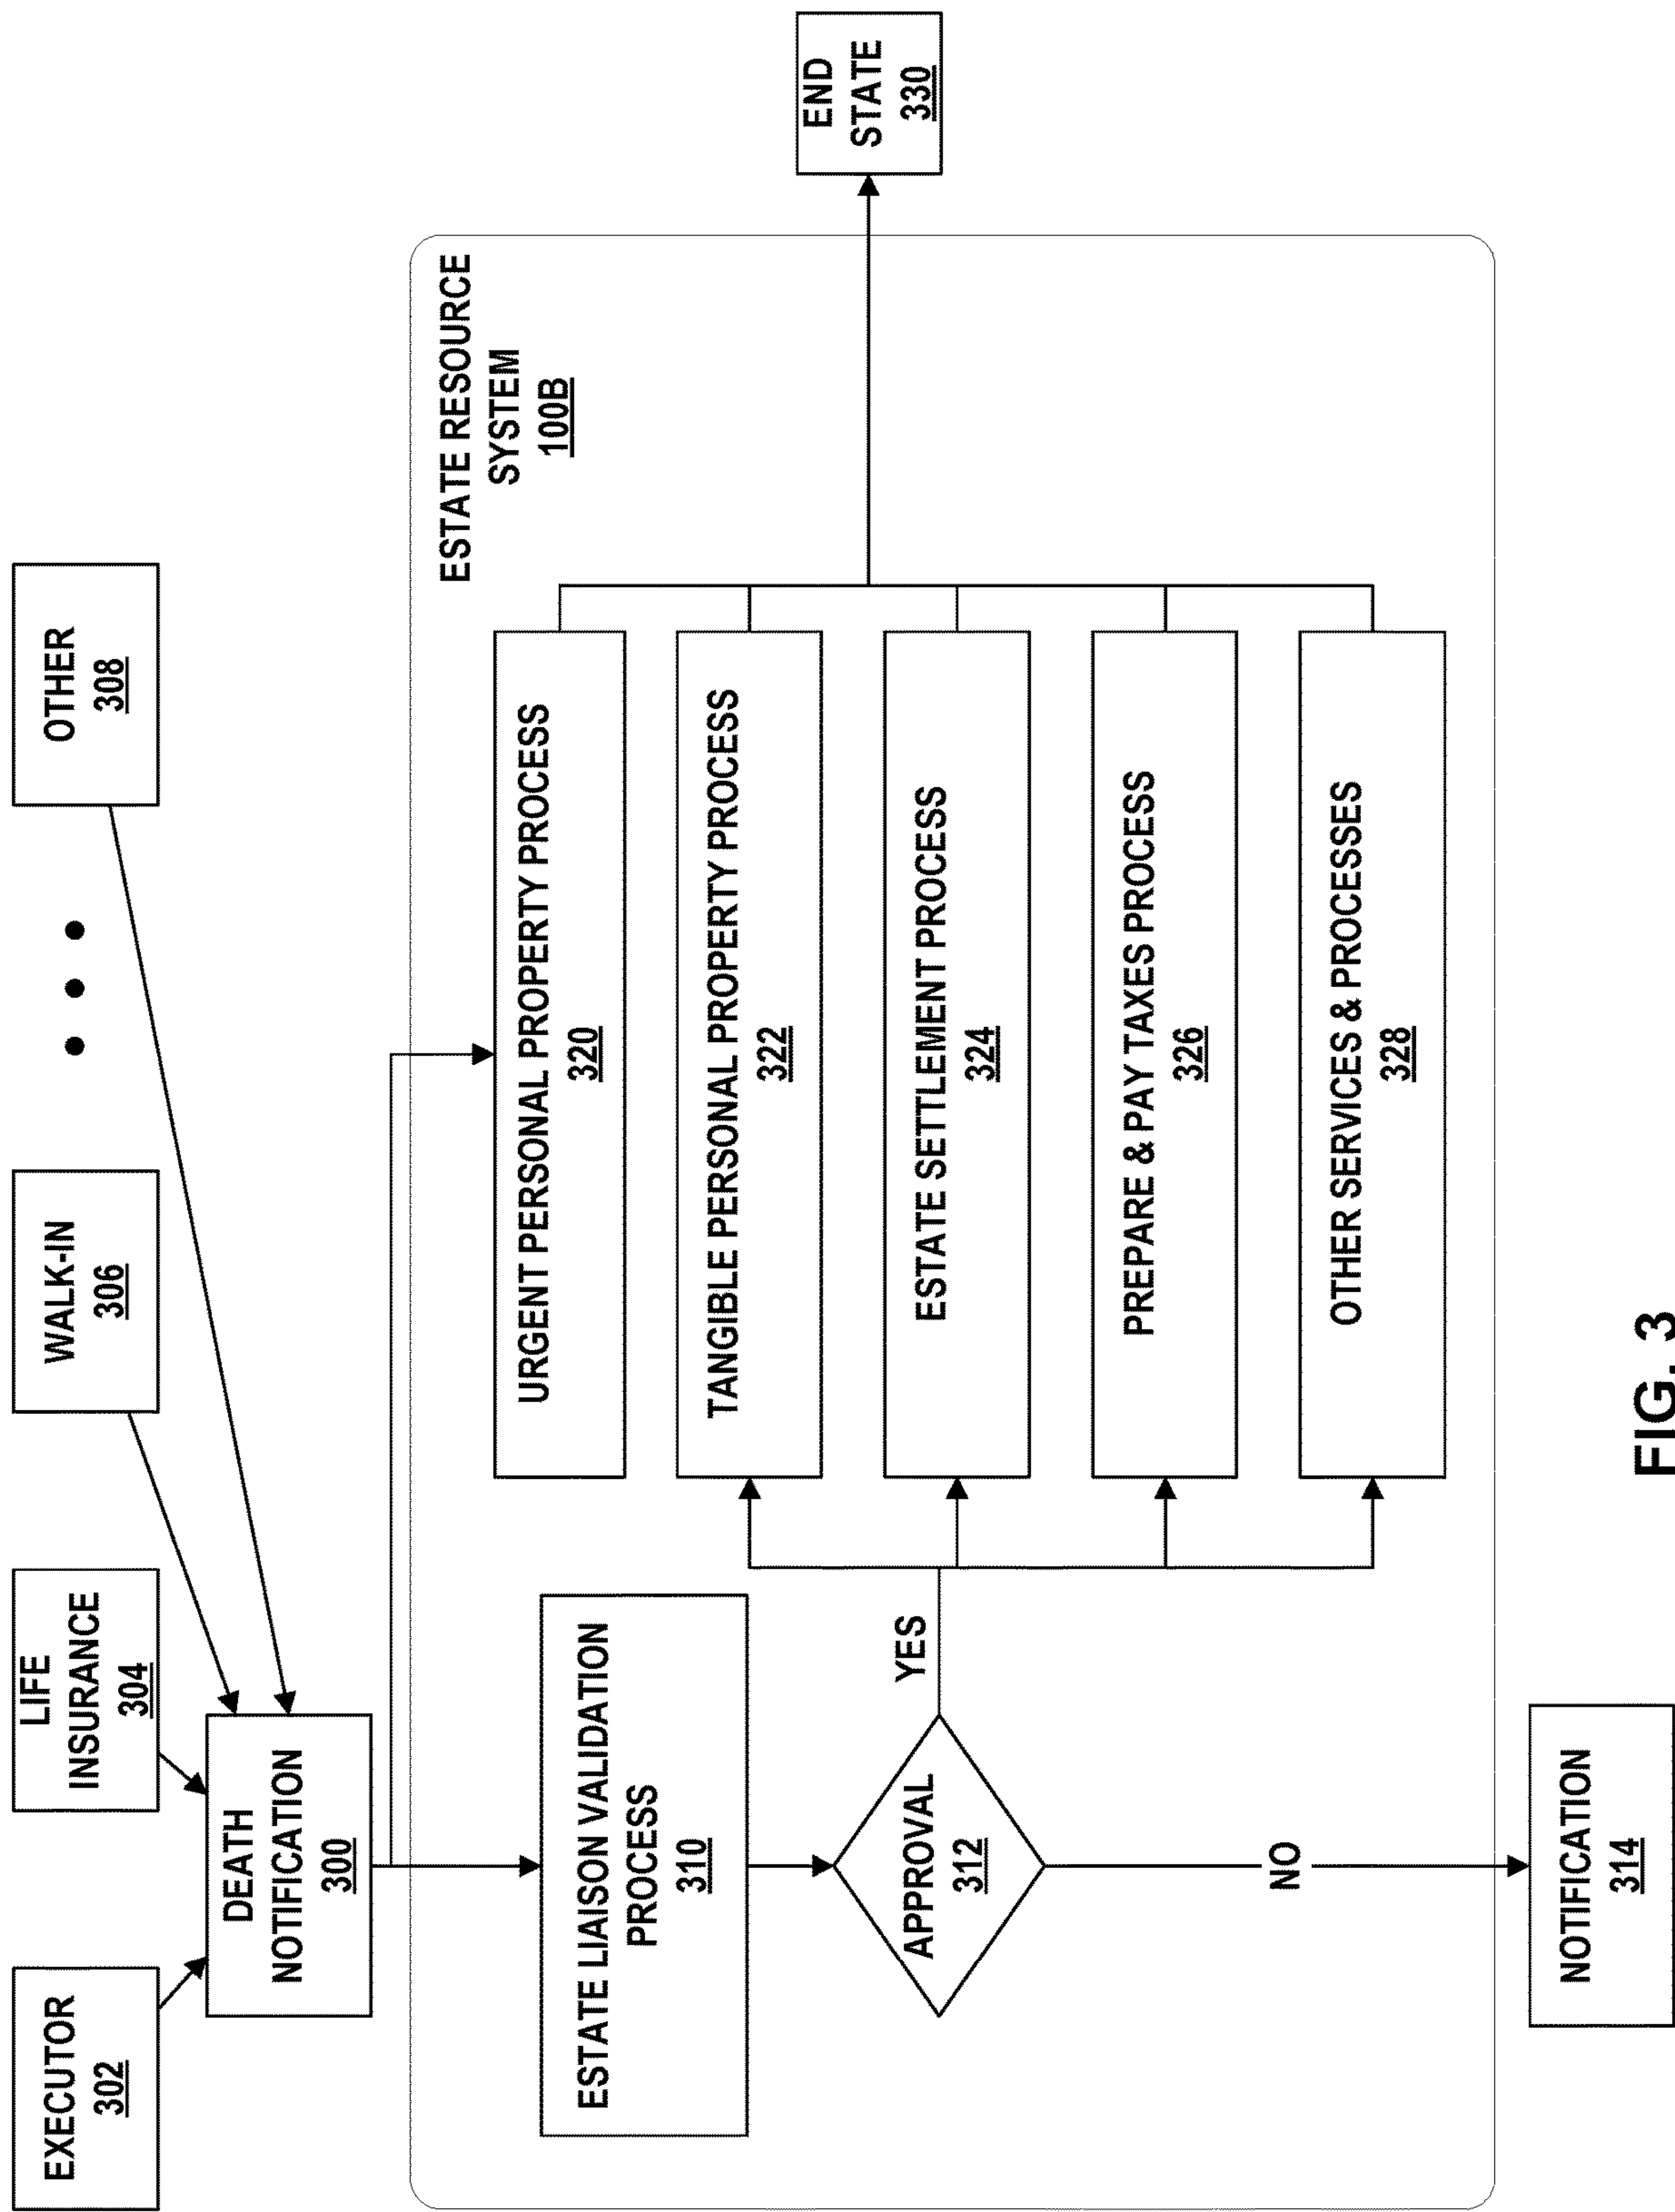 EXECUTOR
302
LIFE
INSURANCE
304
WALK-IN
306
OTHER
308
DEATH
NOTIFICATION
300
ESTATE RESOURCE
SYSTEM
100B
ESTATE LIAISON VALIDATION
PROCESS
310
APPROVAL
312
YES
NO
NOTIFICATION
314
URGENT PERSONAL PROPERTY PROCESS
320
TANGIBLE PERSONAL PROPERTY PROCESS
322
ESTATE SETTLEMENT PROCESS
324
PREPARE & PAY TAXES PROCESS
326
OTHER SERVICES & PROCESSES
328
END
STATE
330
FIG. 3